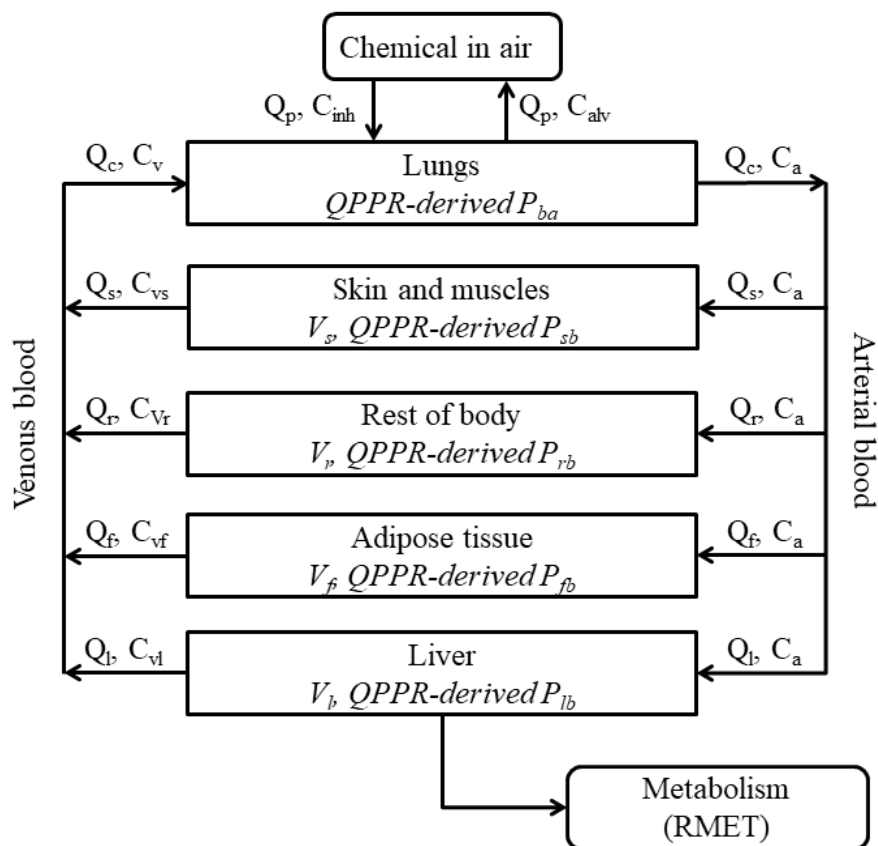 Chemical in air
Qp, Cinh
Qp, Calv
Qc, Cv
Lungs
QPPR-derived Pba
Qc, Ca
Qs, Cvs
Skin and muscles
Vs, QPPR-derived Psb
Qs, Ca
Venous blood
Arterial blood
Qr, CVr
Rest of body
Vr, QPPR-derived Prb
Qr, Ca
Qf, Cvf
Adipose tissue
Vf, QPPR-derived Pfb
Qf, Ca
Ql, Cvl
Liver
Vl, QPPR-derived Plb
Ql, Ca
Metabolism
(RMET)